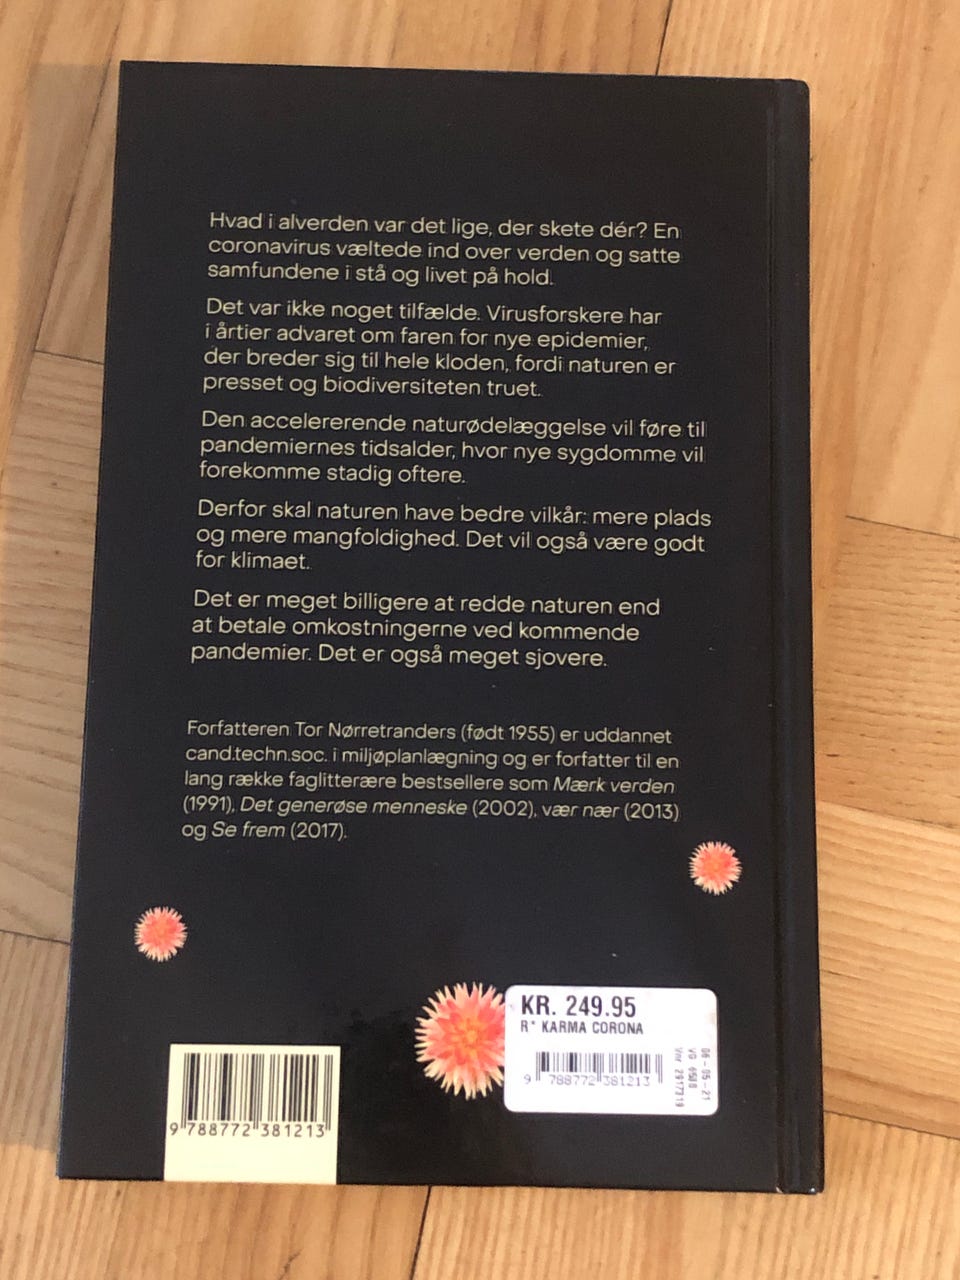 Hvad i alverden var det lige, der skete dér? En
coronavirus væltede ind over verden og satte
samfundene i stå og livet på hold.
Det var ikke noget tilfælde. Virusforskere har
i årtier advaret om faren for nye epidemier,
der breder sig til hele kloden, fordi naturen er
presset og biodiversiteten truet.
Den accelererende naturødelæggelse vil føre til
pandemiernes tidsalder, hvor nye sygdomme vil
forekomme stadig oftere.
Derfor skal naturen have bedre vilkår: mere plads
og mere mangfoldighed. Det vil også være godt
for klimaet.
Det er meget billigere at redde naturen end
at betale omkostningerne ved kommende
pandemier. Det er også meget sjovere.
Forfatteren Tor Nørretranders (født 1955) er uddannet
cand.techn.soc. i miljøplanlægning og er forfatter til en
lang række faglitterære bestsellere som Mærk verden
(1991), Det generøse menneske (2002), vær nær (2013)
og Se frem (2017).
KR. 249.95
R* KARMA CORONA
9 788772 381213
06-05-21
VG 6508
Vnr 2917319
9 788772 381213